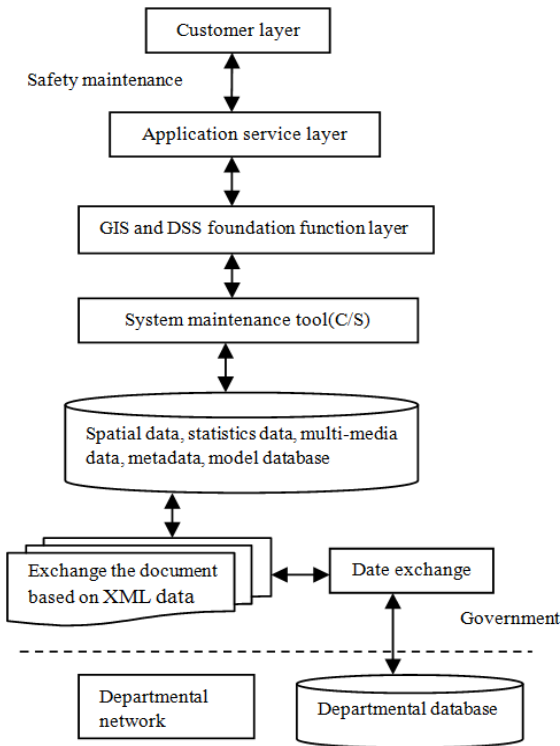 Customer layer
Safety maintenance
Application service layer
GIS and DSS foundation function layer
System maintenance tool(C/S)
Spatial data, statistics data, multi-media
data, metadata, model database
Exchange the document
based on XML data
Date exchange
Government
Departmental
network
Departmental database